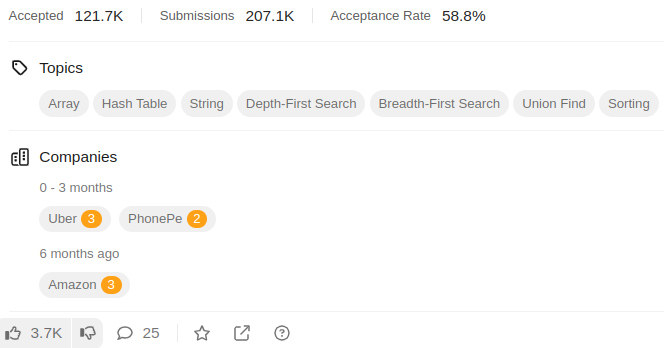 Accepted 121.7K Submissions 207.1K Acceptance Rate 58.8%
Topics
Array Hash Table String Depth-First Search Breadth-First Search Union Find Sorting
Companies
0 - 3 months
Uber 3 PhonePe 2
6 months ago
Amazon 3
3.7K 25